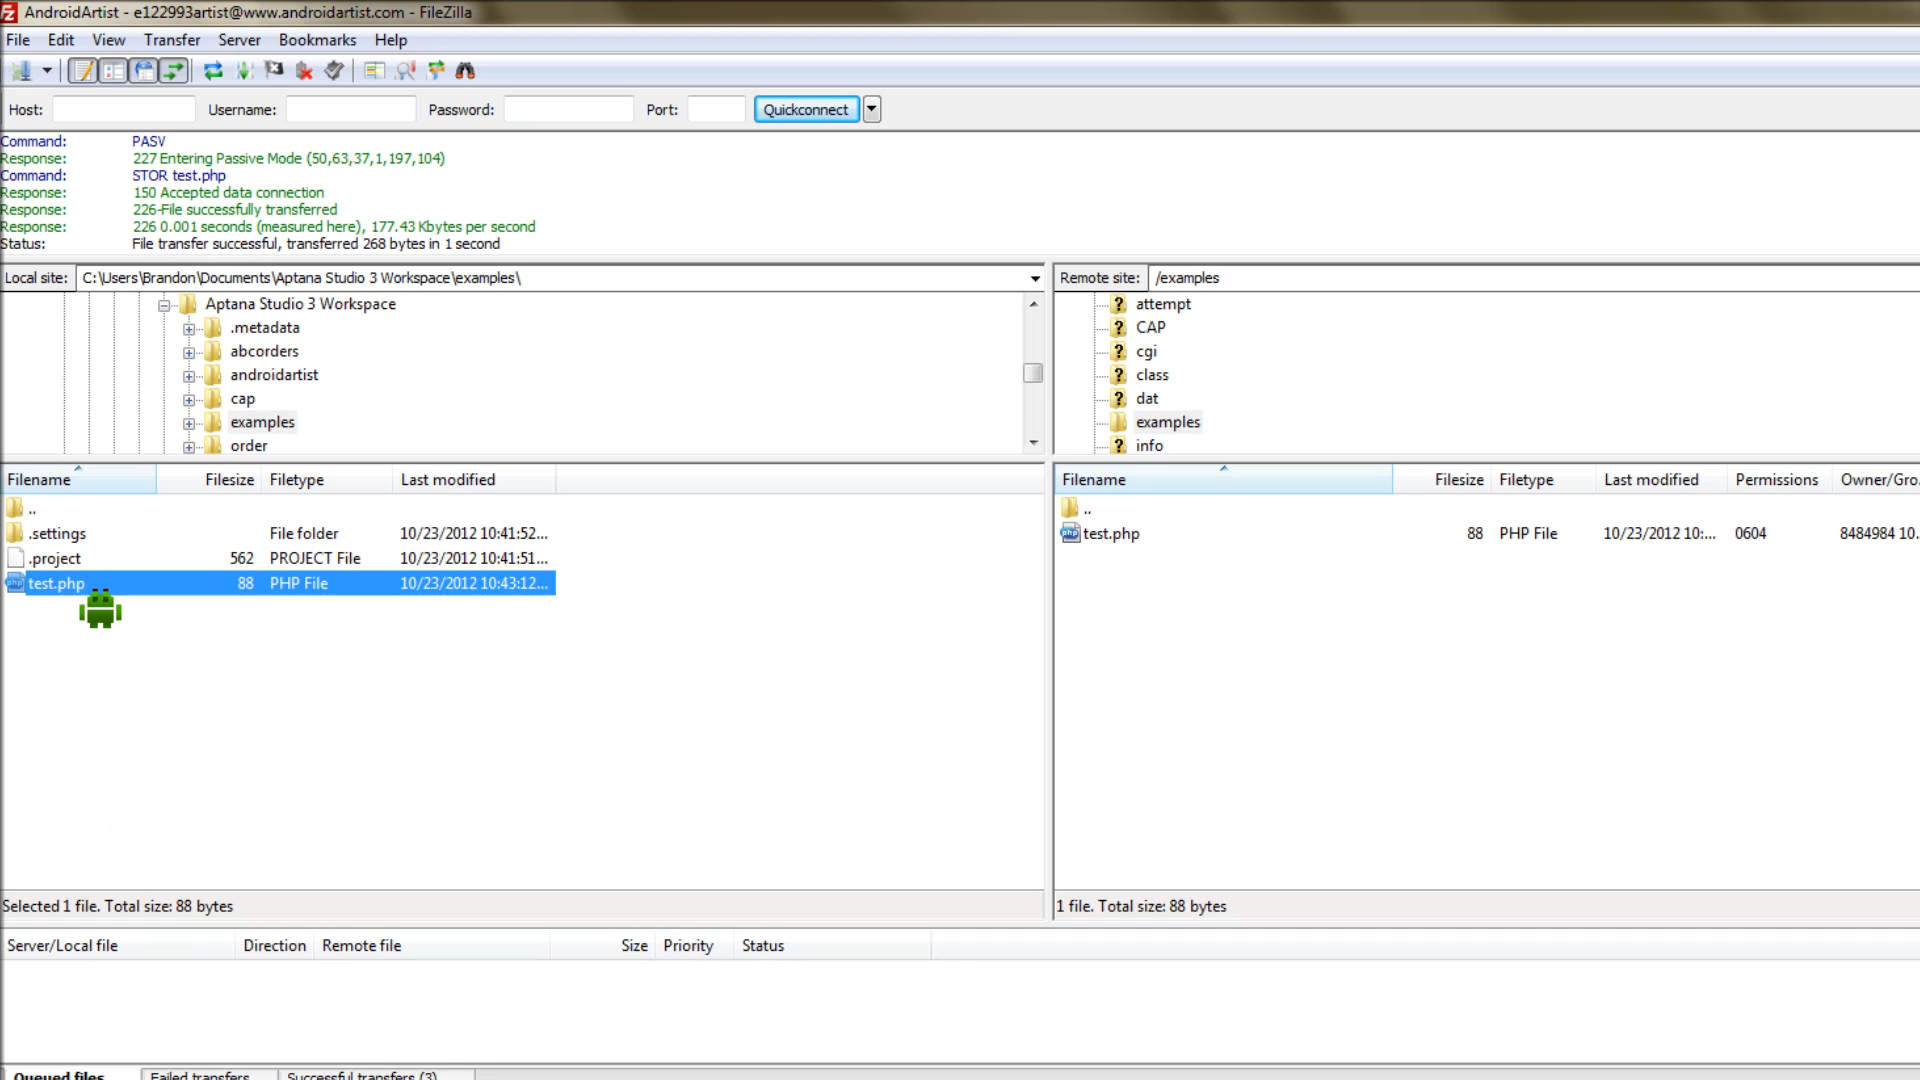 AndroidArtist - e122993artist@www.androidartist.com - FileZilla
File Edit View Transfer Server Bookmarks Help
Host: Username: Password: Port: Quickconnect
Command: PASV
Response: 227 Entering Passive Mode (50,63,37,1,197,104)
Command: STOR test.php
Response: 150 Accepted data connection
Response: 226-File successfully transferred
Response: 226 0.001 seconds (measured here), 177.43 Kbytes per second
Status: File transfer successful, transferred 268 bytes in 1 second
Local site: C:\Users\Brandon\Documents\Aptana Studio 3 Workspace\examples\
Aptana Studio 3 Workspace
.metadata
abcorders
androidartist
cap
examples
order
Filename Filesize Filetype Last modified
..
.settings File folder 10/23/2012 10:41:52...
.project 562 PROJECT File 10/23/2012 10:41:51...
test.php 88 PHP File 10/23/2012 10:43:12...
Selected 1 file. Total size: 88 bytes
Remote site: /examples
attempt
CAP
cgi
class
dat
examples
info
Filename Filesize Filetype Last modified Permissions Owner/Gro...
..
test.php 88 PHP File 10/23/2012 10:... 0604 8484984 10...
1 file. Total size: 88 bytes
Server/Local file Direction Remote file Size Priority Status
Queued files Failed transfers Successful transfers (3)